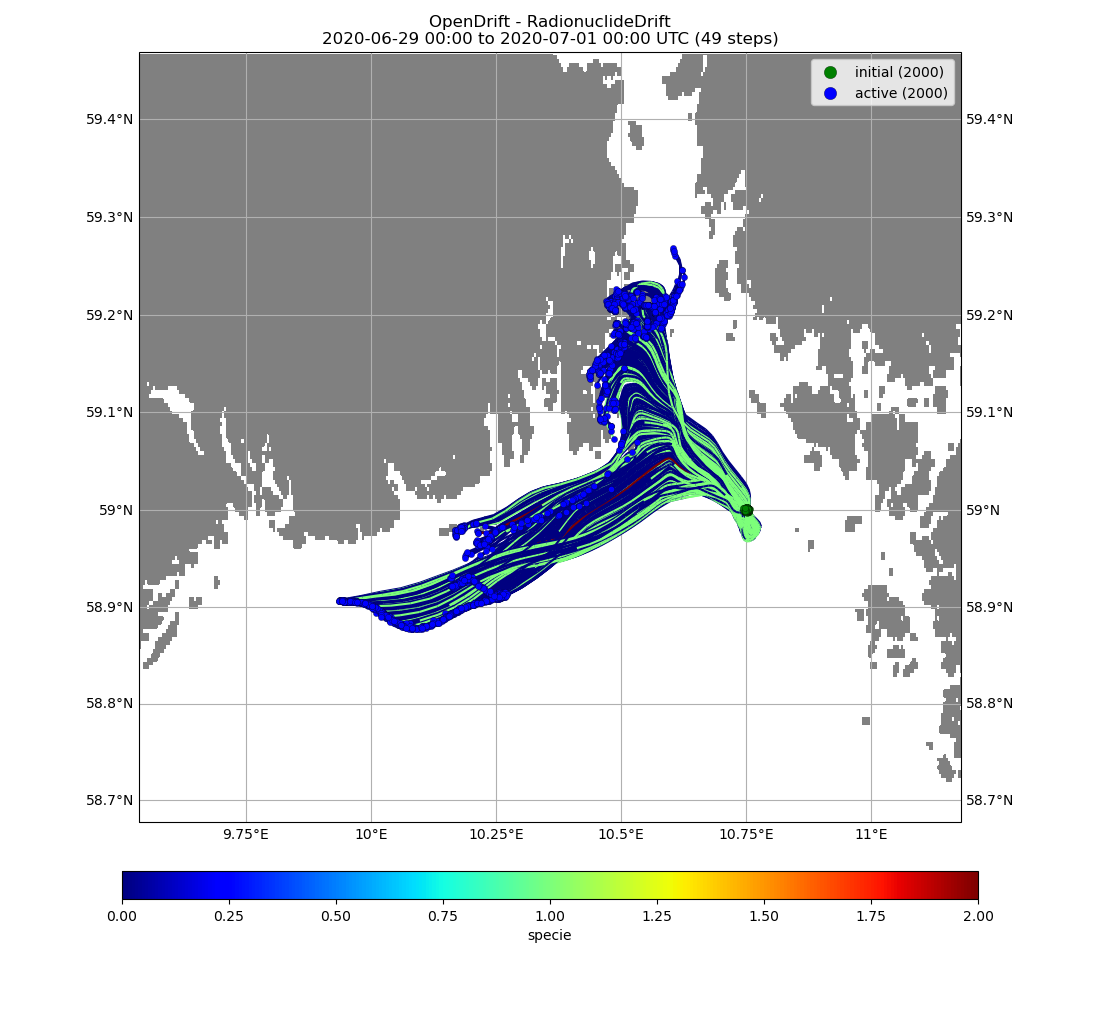 OpenDrift - RadionuclideDrift
2020-06-29 00:00 to 2020-07-01 00:00 UTC (49 steps)
initial (2000)
active (2000)
59.4°N 59.4°N
59.3°N 59.3°N
59.2°N 59.2°N
59.1°N 59.1°N
59°N 59°N
58.9°N 58.9°N
58.8°N 58.8°N
58.7°N 58.7°N
9.75°E 10°E 10.25°E 10.5°E 10.75°E 11°E
0.00 0.25 0.50 0.75 1.00 1.25 1.50 1.75 2.00
specie